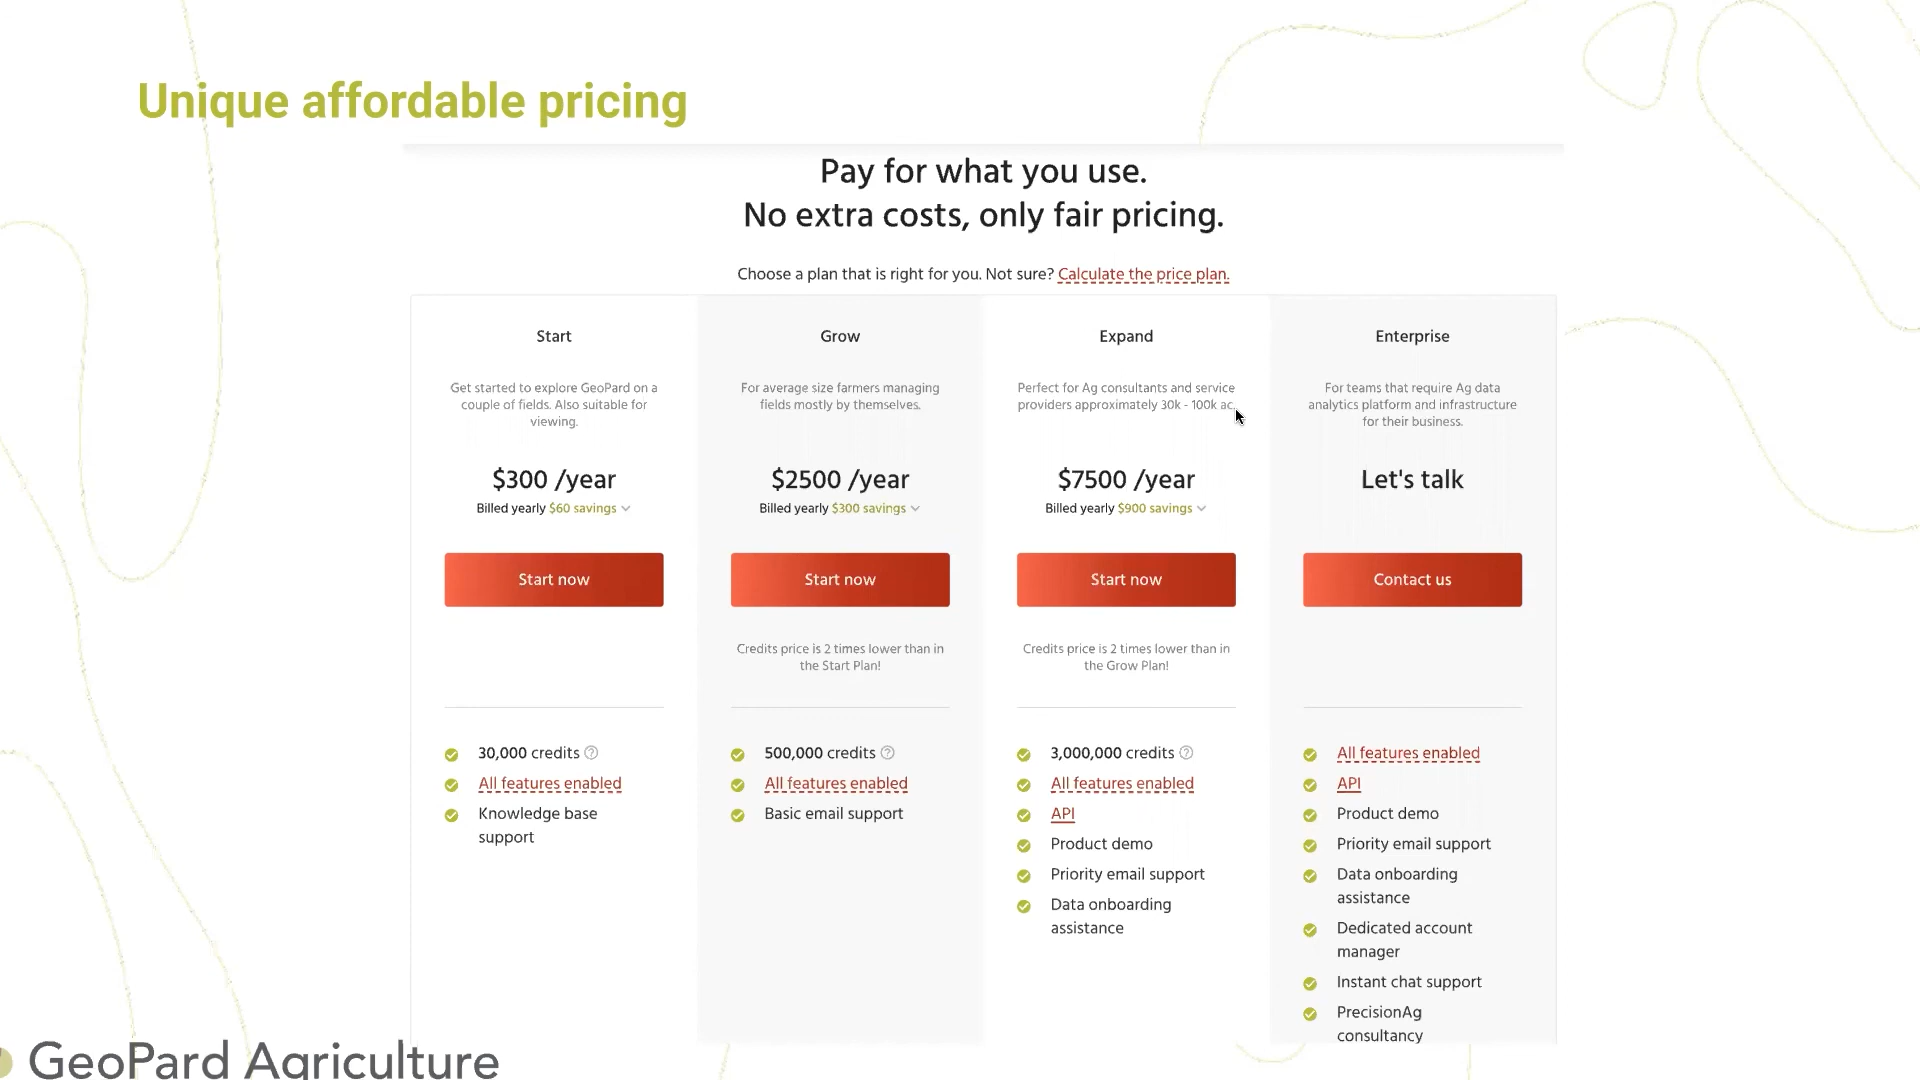 Unique affordable pricing
Pay for what you use.
No extra costs, only fair pricing.
Choose a plan that is right for you. Not sure? Calculate the price plan.
Start
Get started to explore GeoPard on a
couple of fields. Also suitable for
viewing.
$300 /year
Billed yearly $60 savings
Start now
30,000 credits
All features enabled
Knowledge base
support
Grow
For average size farmers managing
fields mostly by themselves.
$2500 /year
Billed yearly $300 savings
Start now
Credits price is 2 times lower than in
the Start Plan!
500,000 credits
All features enabled
Basic email support
Expand
Perfect for Ag consultants and service
providers approximately 30k - 100k ac.
$7500 /year
Billed yearly $900 savings
Start now
Credits price is 2 times lower than in
the Grow Plan!
3,000,000 credits
All features enabled
API
Product demo
Priority email support
Data onboarding
assistance
Enterprise
For teams that require Ag data
analytics platform and infrastructure
for their business.
Let's talk
Contact us
All features enabled
API
Product demo
Priority email support
Data onboarding
assistance
Dedicated account
manager
Instant chat support
PrecisionAg
consultancy
GeoPard Agriculture